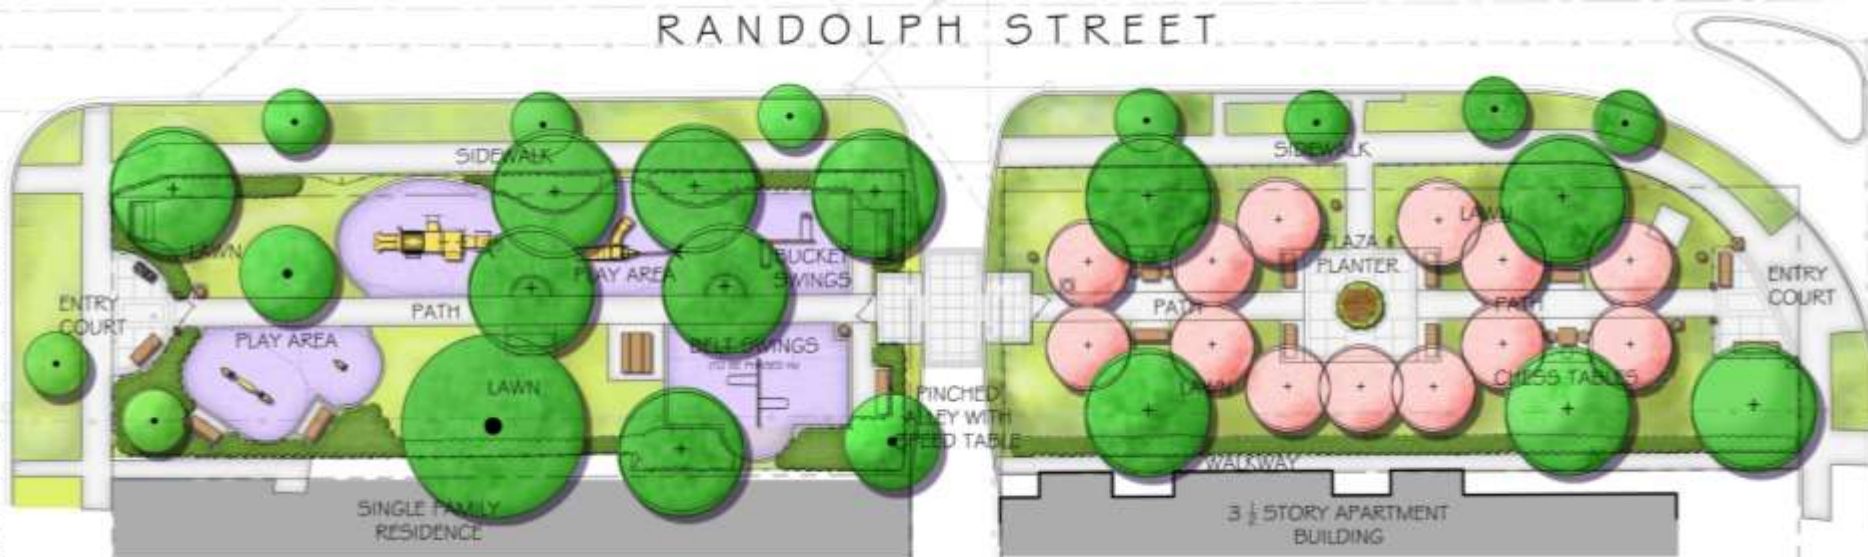 RANDOLPH STREET
SIDEWALK
SIDEWALK
LAWN
LAWN
PLAY AREA
BUCKET
SWINGS
PLAZA
PLANTER
ENTRY
COURT
ENTRY
COURT
PATH
PATH
PATH
PLAY AREA
BELT SWINGS
LAWN
LAWN
CHESS TABLES
PINCHED
ALLEY WITH
SPEED TABLE
WALKWAY
SINGLE FAMILY
RESIDENCE
3 ½ STORY APARTMENT
BUILDING